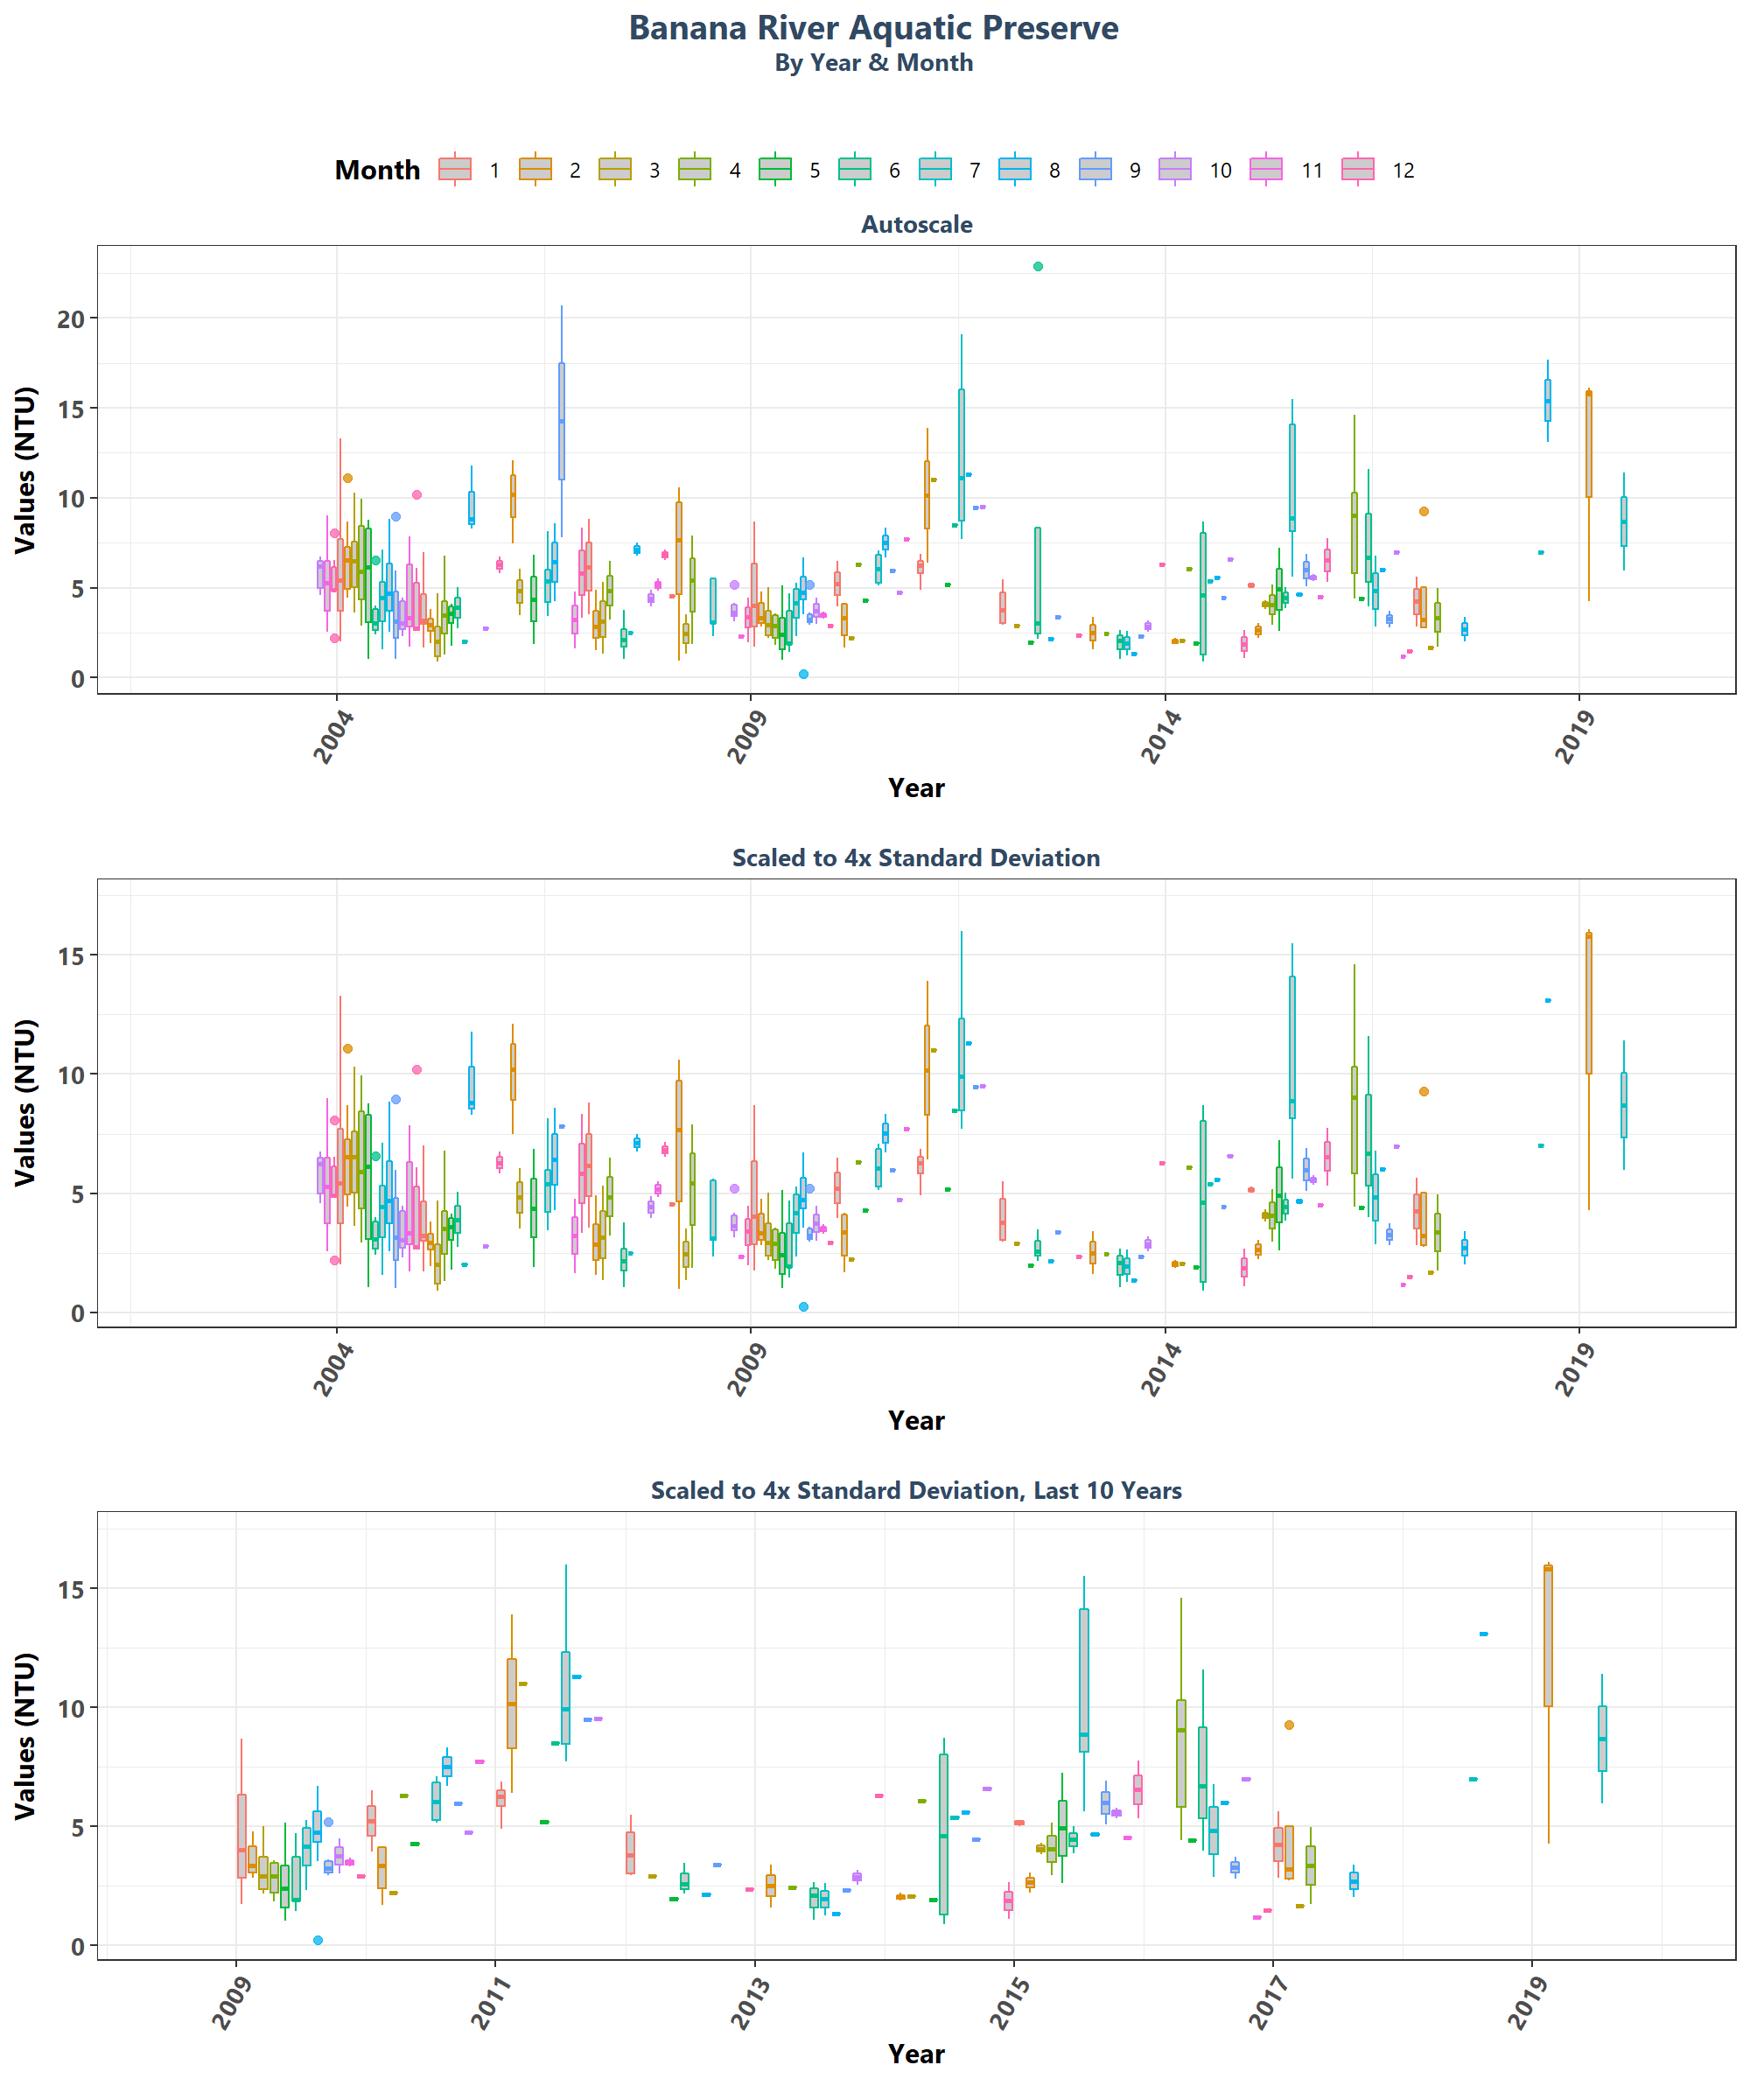 Banana River Aquatic Preserve
By Year & Month
Month 1 2 3 4 5 6 7 8 9 10 11 12
Autoscale
Values (NTU)
20
15
10
5
0
2004 2009 2014 2019
Year
Scaled to 4x Standard Deviation
Values (NTU)
15
10
5
0
2004 2009 2014 2019
Year
Scaled to 4x Standard Deviation, Last 10 Years
Values (NTU)
15
10
5
0
2009 2011 2013 2015 2017 2019
Year